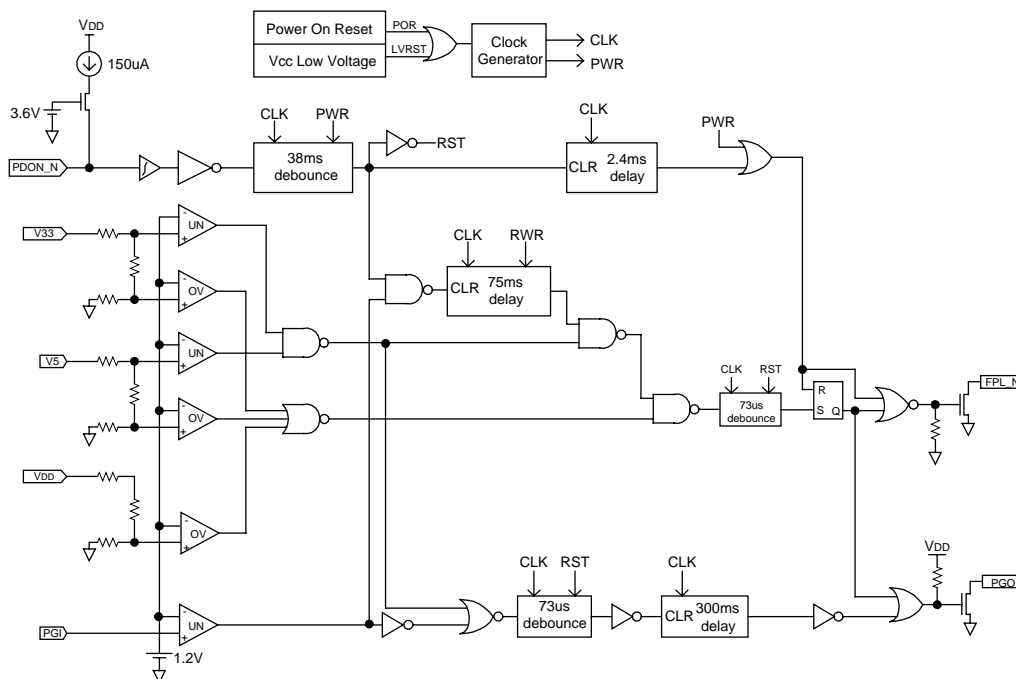 VDD
150uA
3.6V
PDON_N
Power On Reset
Vcc Low Voltage
POR
LVRST
Clock
Generator
CLK
PWR
CLK
PWR
38ms
debounce
RST
CLK
CLR
2.4ms
delay
PWR
V33
-
+
UN
-
+
OV
CLK
RWR
CLR
75ms
delay
V5
-
+
UN
-
+
OV
CLK
RST
73us
debounce
R
S
Q
FPL_N
VDD
-
+
OV
CLK
RST
73us
debounce
CLK
CLR
300ms
delay
VDD
PGO
PGI
-
+
UN
1.2V